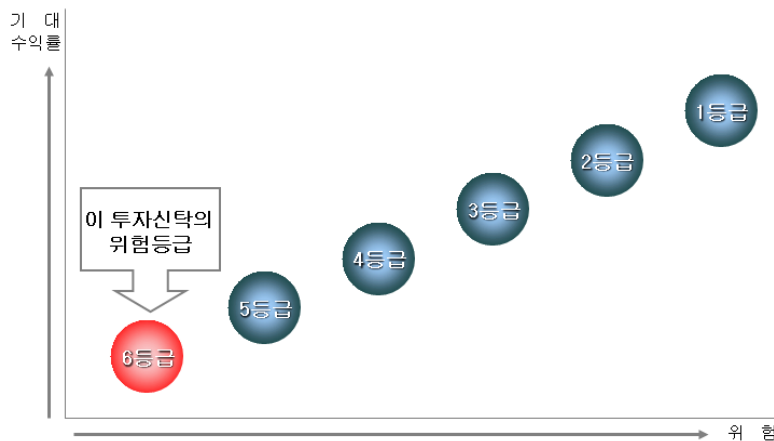 기 대
수익률
1등급
2등급
3등급
4등급
5등급
6등급
이 투자신탁의
위험등급
위 험